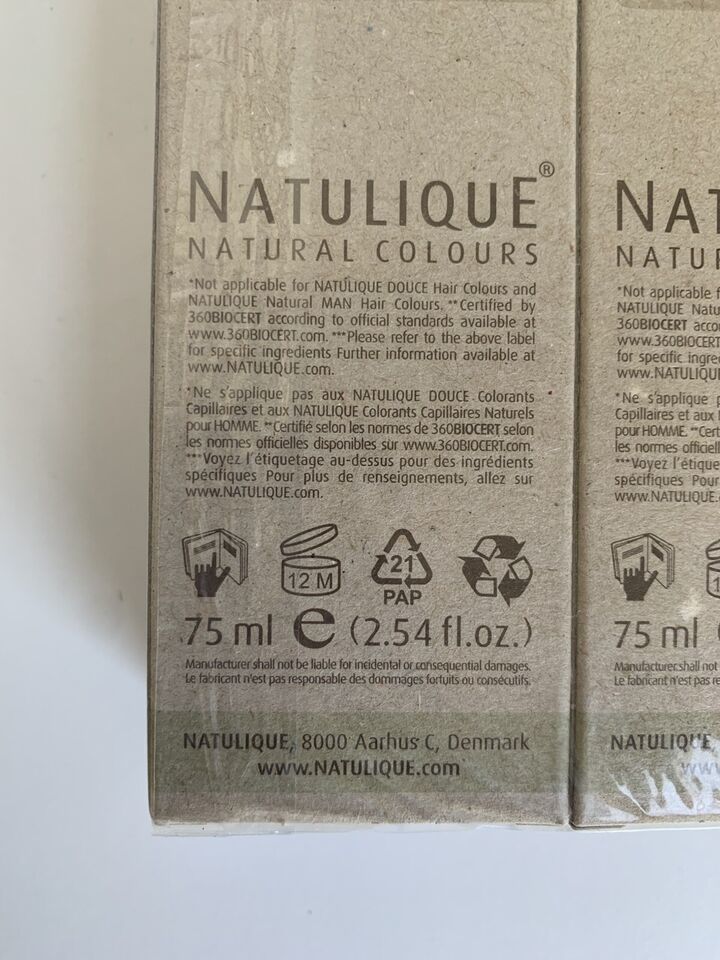 NATULIQUE®
NATURAL COLOURS
*Not applicable for NATULIQUE DOUCE Hair Colours and
NATULIQUE Natural MAN Hair Colours. **Certified by
360BIOCERT according to official standards available at
www.360BIOCERT.com. ***Please refer to the above label
for specific ingredients Further information available at
www.NATULIQUE.com.
*Ne s'applique pas aux NATULIQUE DOUCE Colorants
Capillaires et aux NATULIQUE Colorants Capillaires Naturels
pour HOMME. **Certifié selon les normes de 360BIOCERT selon
les normes officielles disponibles sur www.360BIOCERT.com.
***Voyez l'étiquetage au-dessus pour des ingrédients
spécifiques Pour plus de renseignements, allez sur
www.NATULIQUE.com.
12 M
21
PAP
75 ml e (2.54 fl.oz.)
Manufacturer shall not be liable for incidental or consequential damages.
Le fabricant n'est pas responsable des dommages fortuits ou consécutifs.
NATULIQUE, 8000 Aarhus C, Denmark
www.NATULIQUE.com
NAT
NATUR
*Not applicable f
NATULIQUE Natu
360BIOCERT acco
www.360BIOCERT
for specific ingre
www.NATULIQU
*Ne s'applique p
Capillaires et aux
pour HOMME. **Cert
les normes officiel
***Voyez l'étique
spécifiques Pour
www.NATULIQUE.
75 ml
Manufacturer shall not
Le fabricant n'est pas re
NATULIQUE,
ww